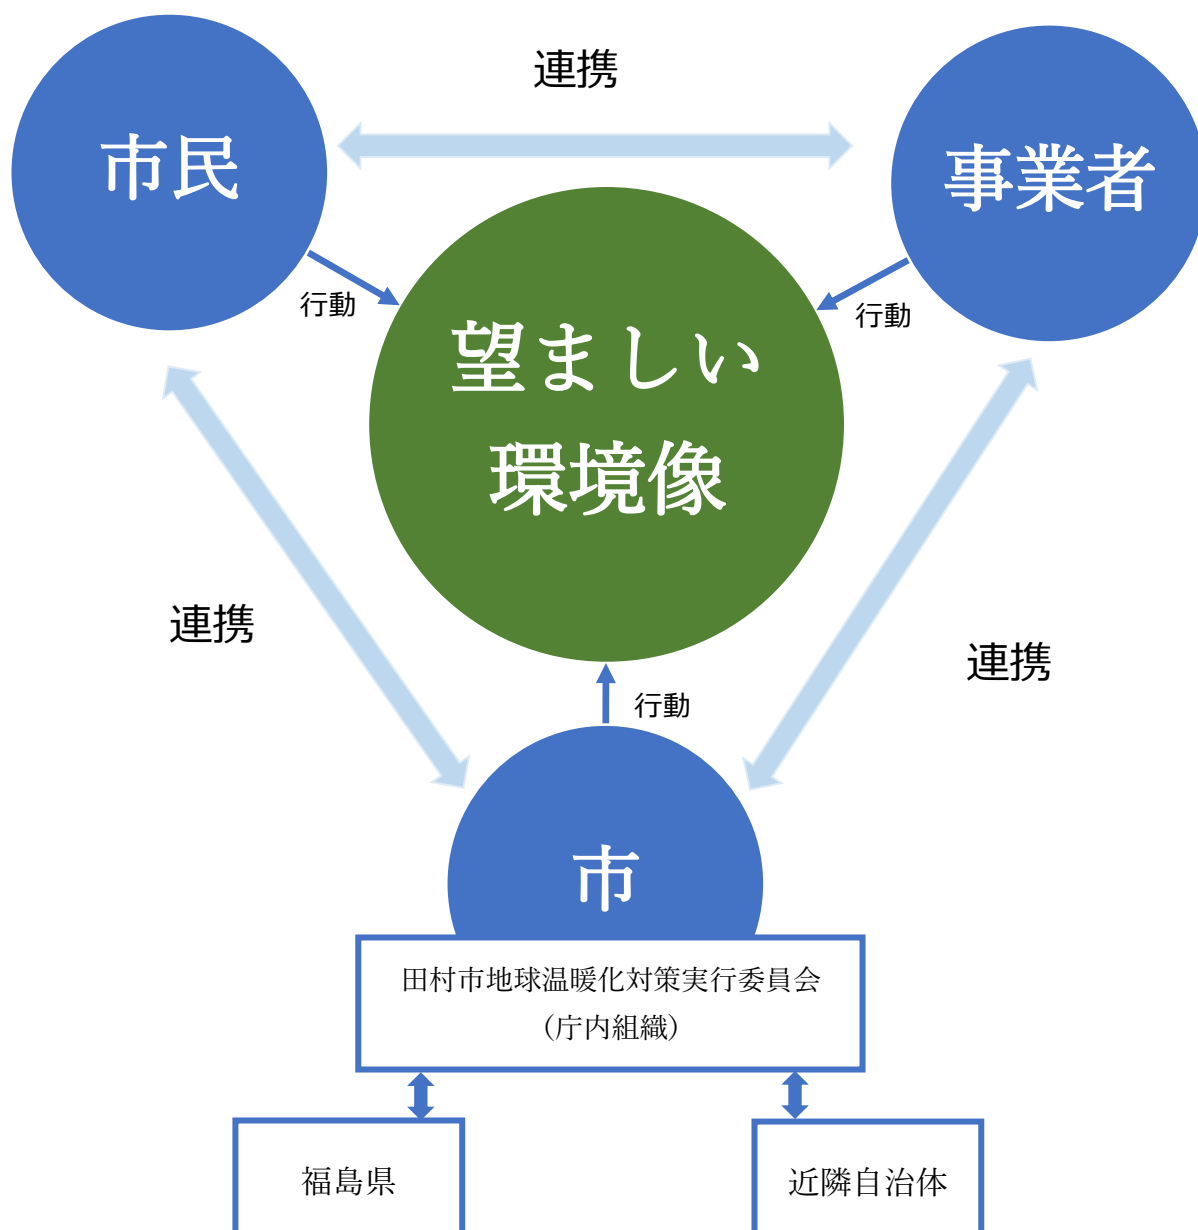 連携
市民
事業者
行動
行動
望ましい
環境像
連携
連携
行動
市
田村市地球温暖化対策実行委員会
（庁内組織）
福島県
近隣自治体